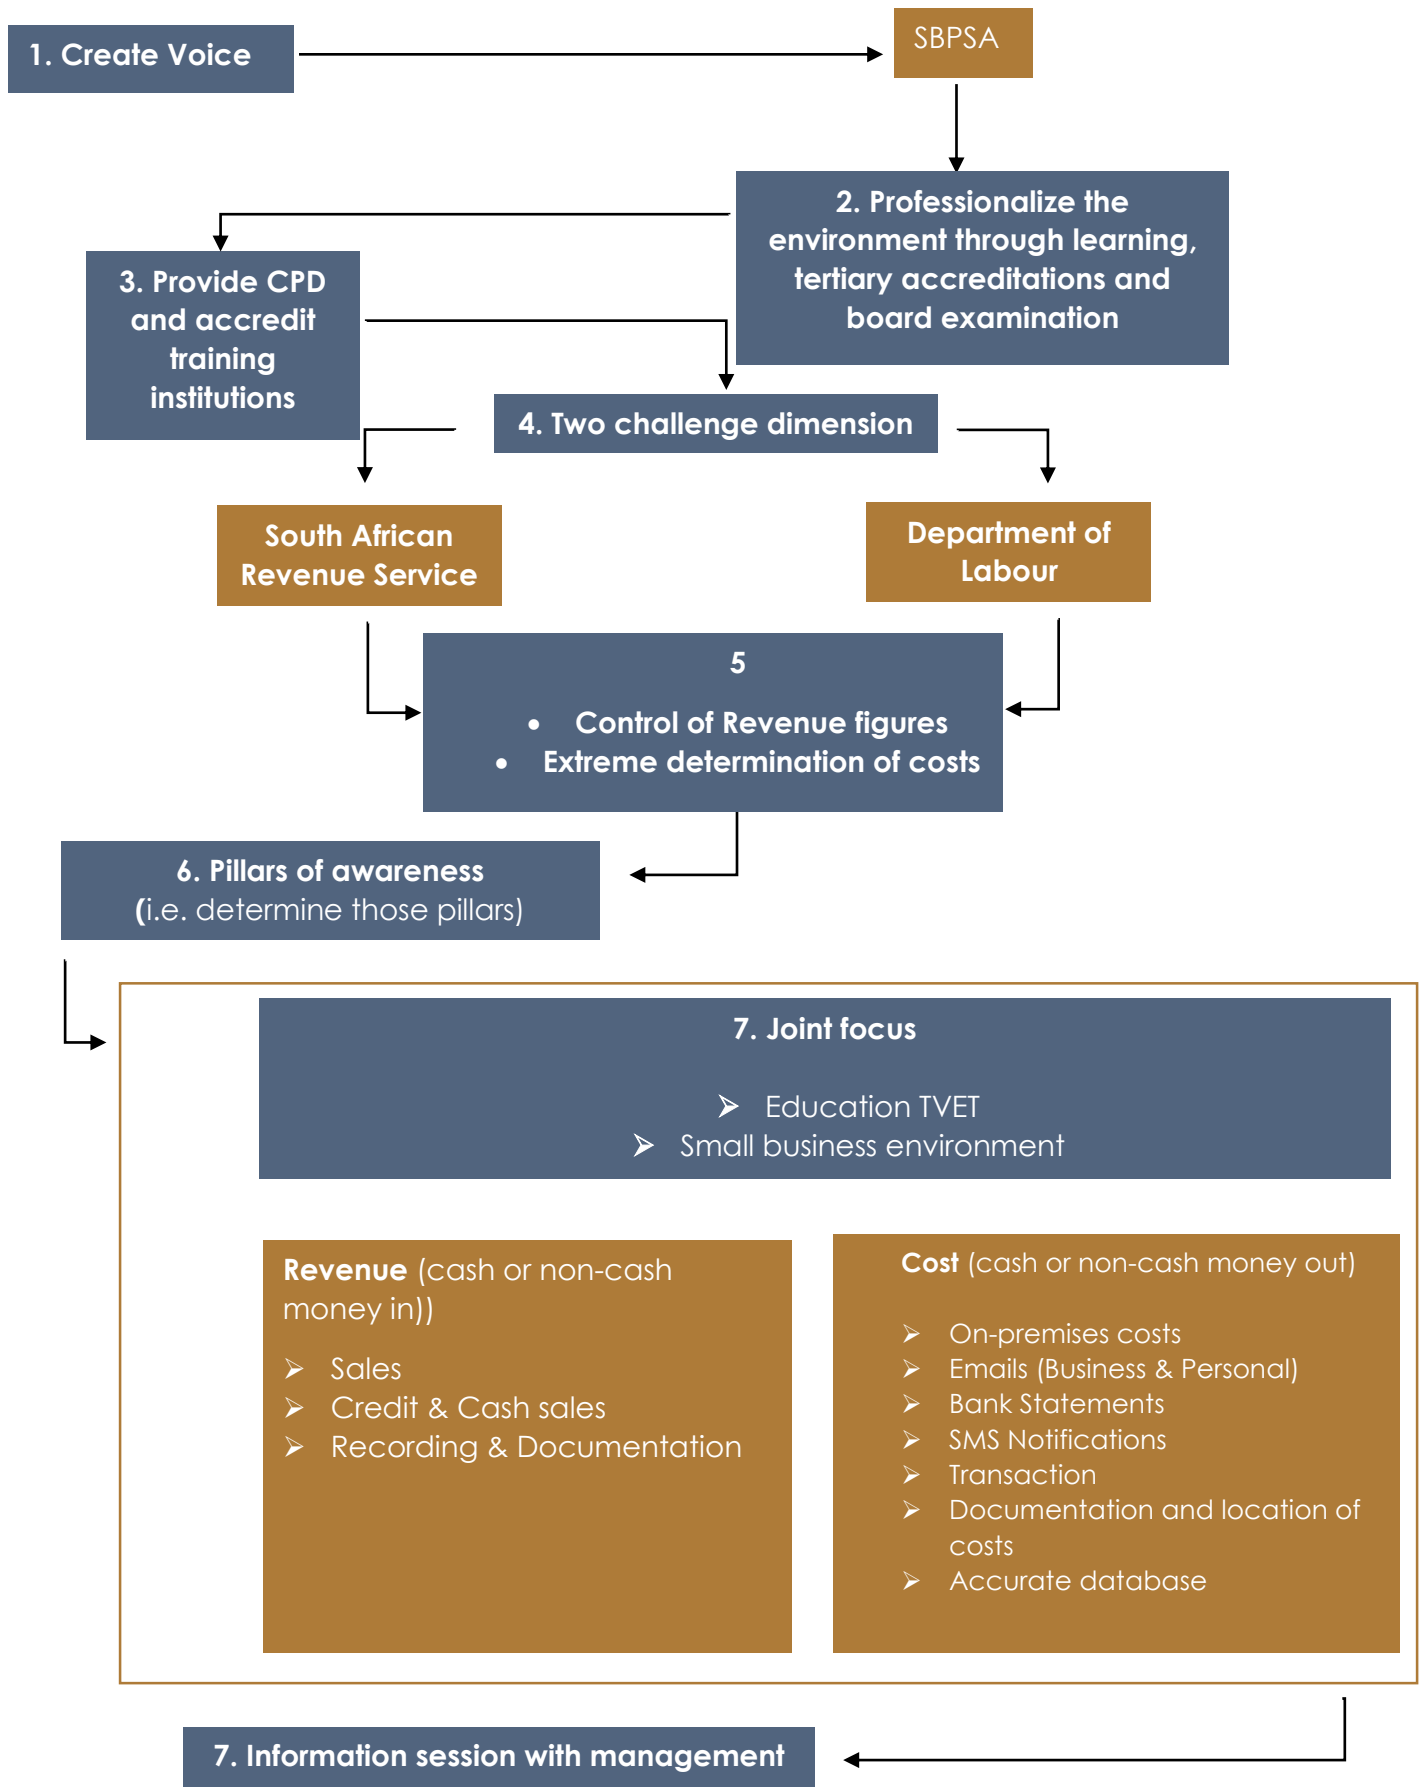 1. Create Voice
SBPSA
2. Professionalize the
environment through learning,
tertiary accreditations and
board examination
3. Provide CPD
and accredit
training
institutions
4. Two challenge dimension
South African
Revenue Service
Department of
Labour
5
• Control of Revenue figures
• Extreme determination of costs
6. Pillars of awareness
(i.e. determine those pillars)
7. Joint focus
➢ Education TVET
➢ Small business environment
Revenue (cash or non-cash
money in))
➢ Sales
➢ Credit & Cash sales
➢ Recording & Documentation
Cost (cash or non-cash money out)
➢ On-premises costs
➢ Emails (Business & Personal)
➢ Bank Statements
➢ SMS Notifications
➢ Transaction
➢ Documentation and location of
costs
➢ Accurate database
7. Information session with management